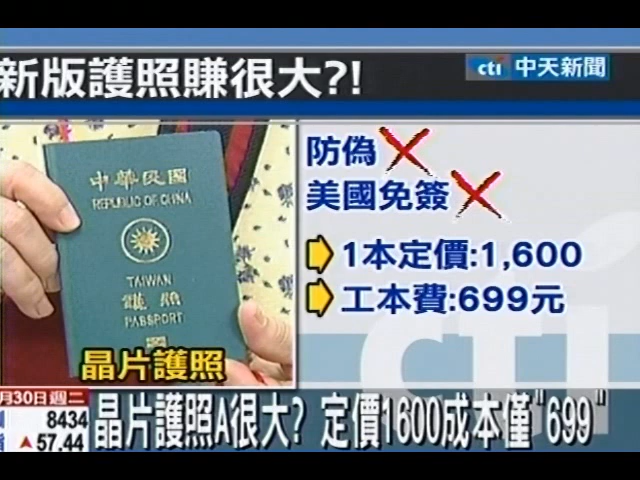 新版護照賺很大?!
cti 中天新聞
中華民國
REPUBLIC OF CHINA
TAIWAN
護照
PASSPORT
晶片護照
防偽
美國免簽
1本定價:1,600
工本費:699元
cti
月30日週二
8434
▲57.44
晶片護照A很大? 定價1600成本僅"699"